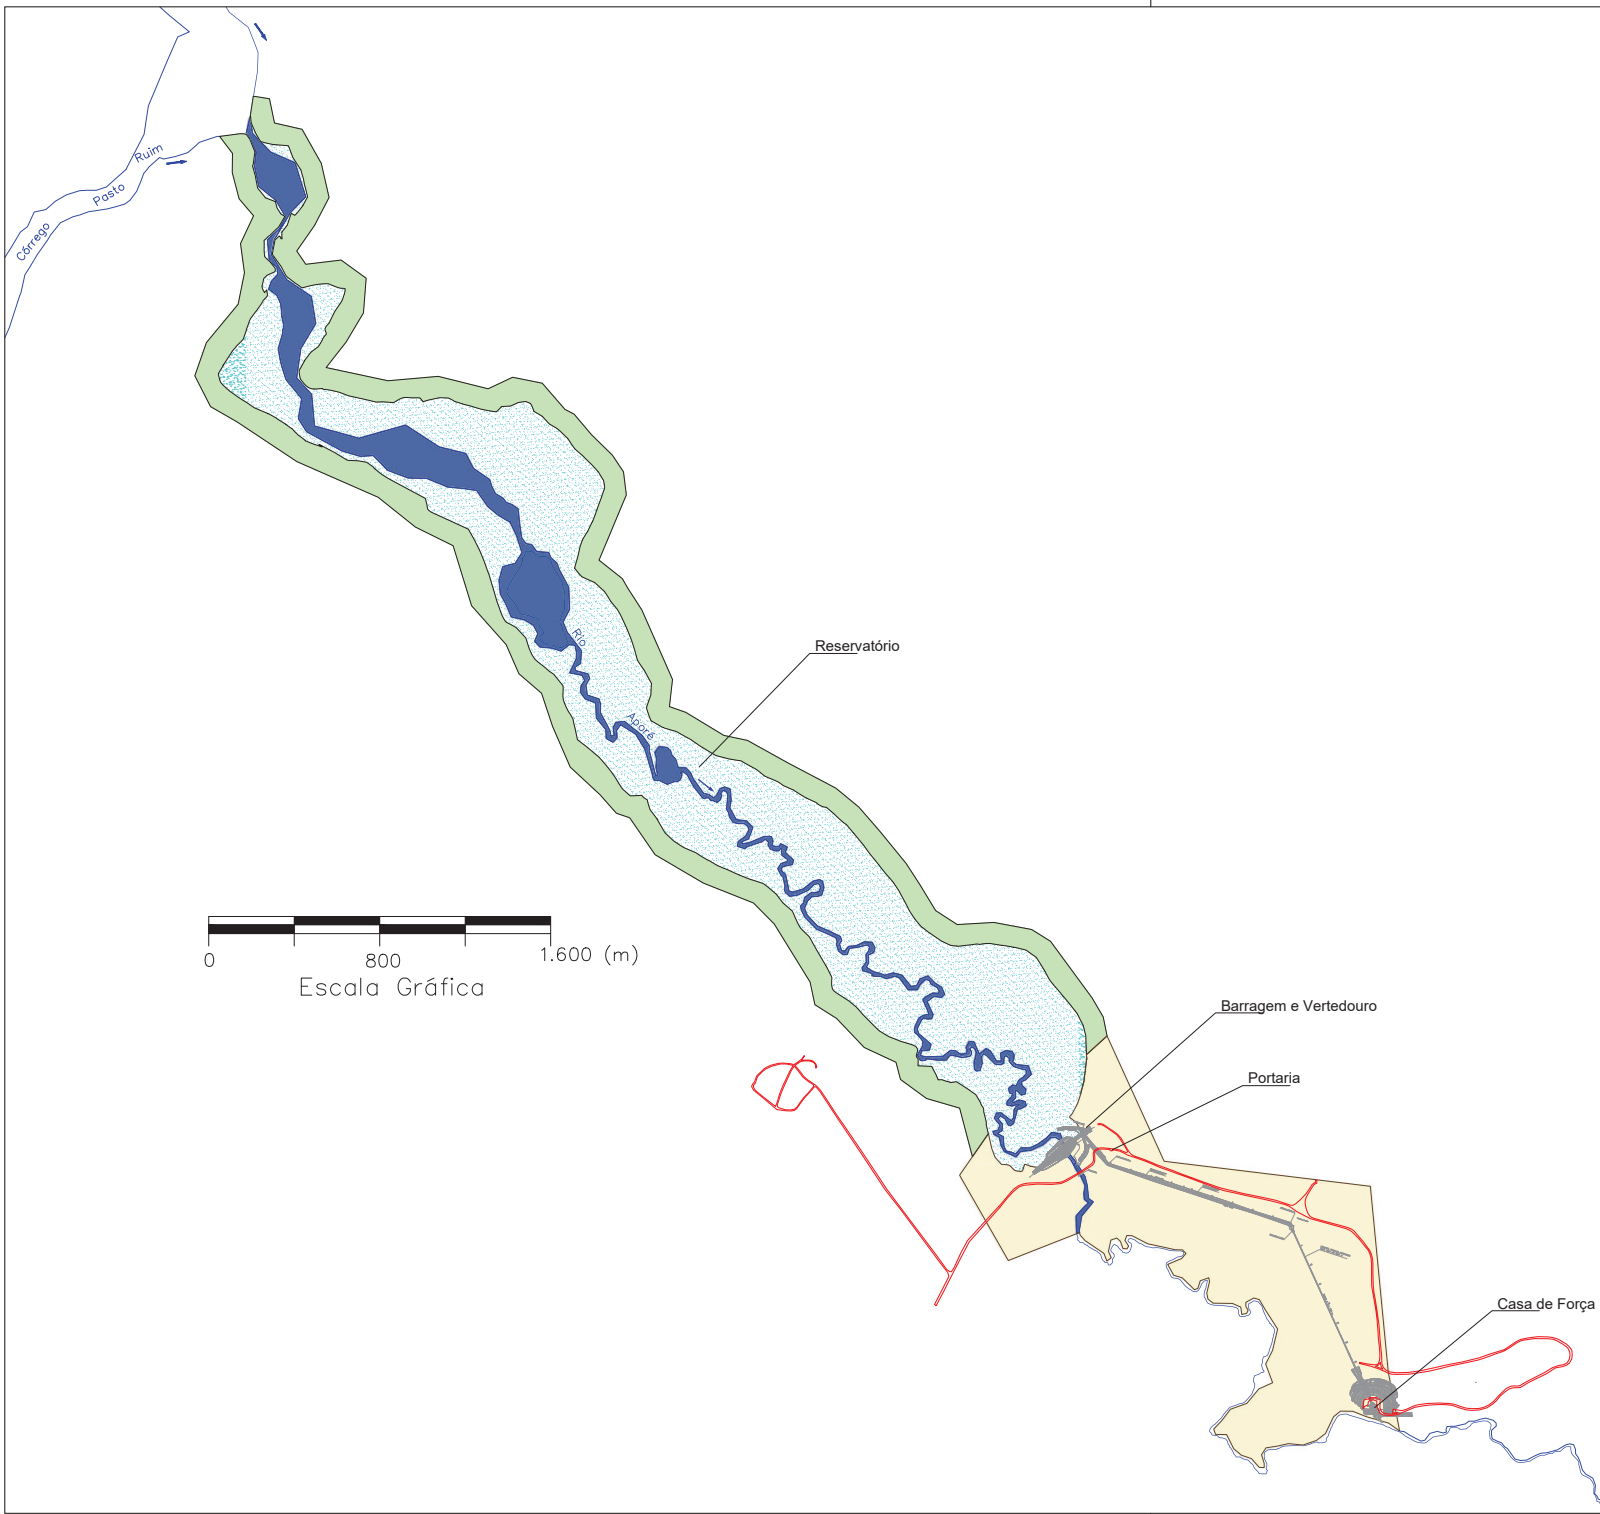 Ruim
Pasto
Córrego
Rio
Reservatório
Aporé
0
800
1.600 (m)
Escala Gráfica
Barragem e Vertedouro
Portaria
Casa de Força